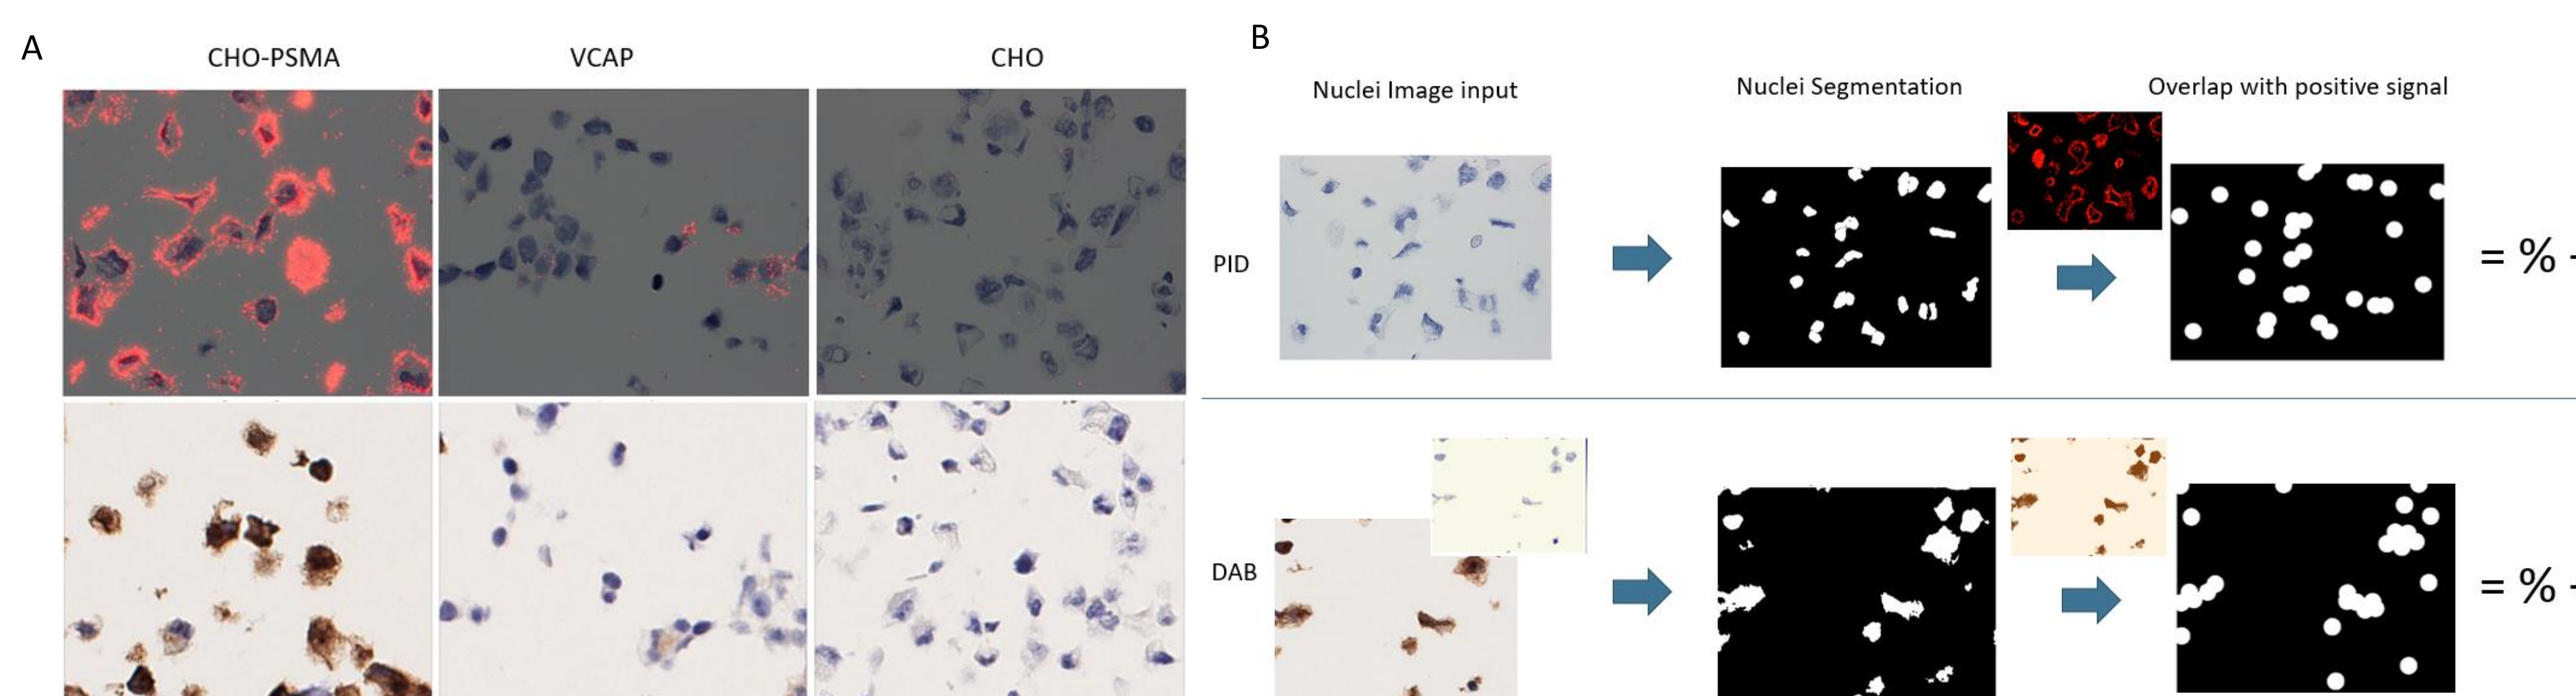 A
CHO-PSMA VCAP CHO
B
Nuclei Image input Nuclei Segmentation Overlap with positive signal
PID
= %
DAB
= %